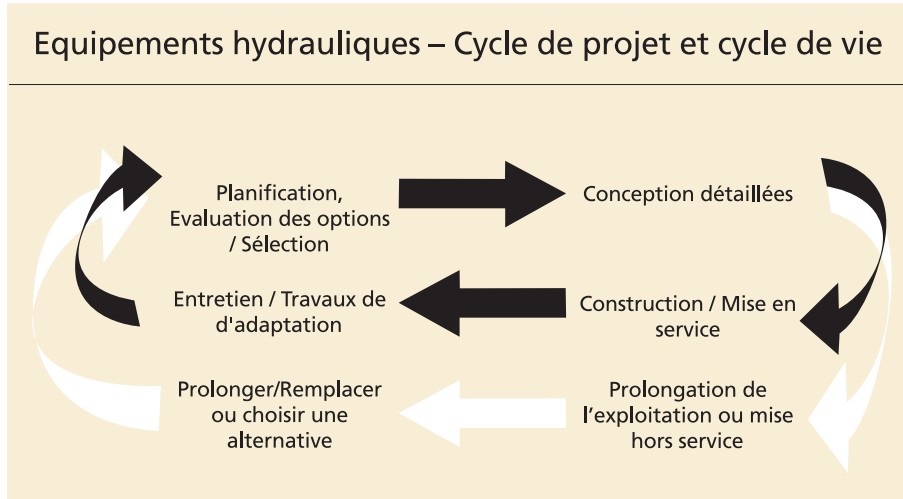 Equipements hydrauliques – Cycle de projet et cycle de vie
Planification,
Evaluation des options
/ Sélection
Conception détaillées
Entretien / Travaux de
d'adaptation
Construction / Mise en
service
Prolonger/Remplacer
ou choisir une
alternative
Prolongation de
l'exploitation ou mise
hors service